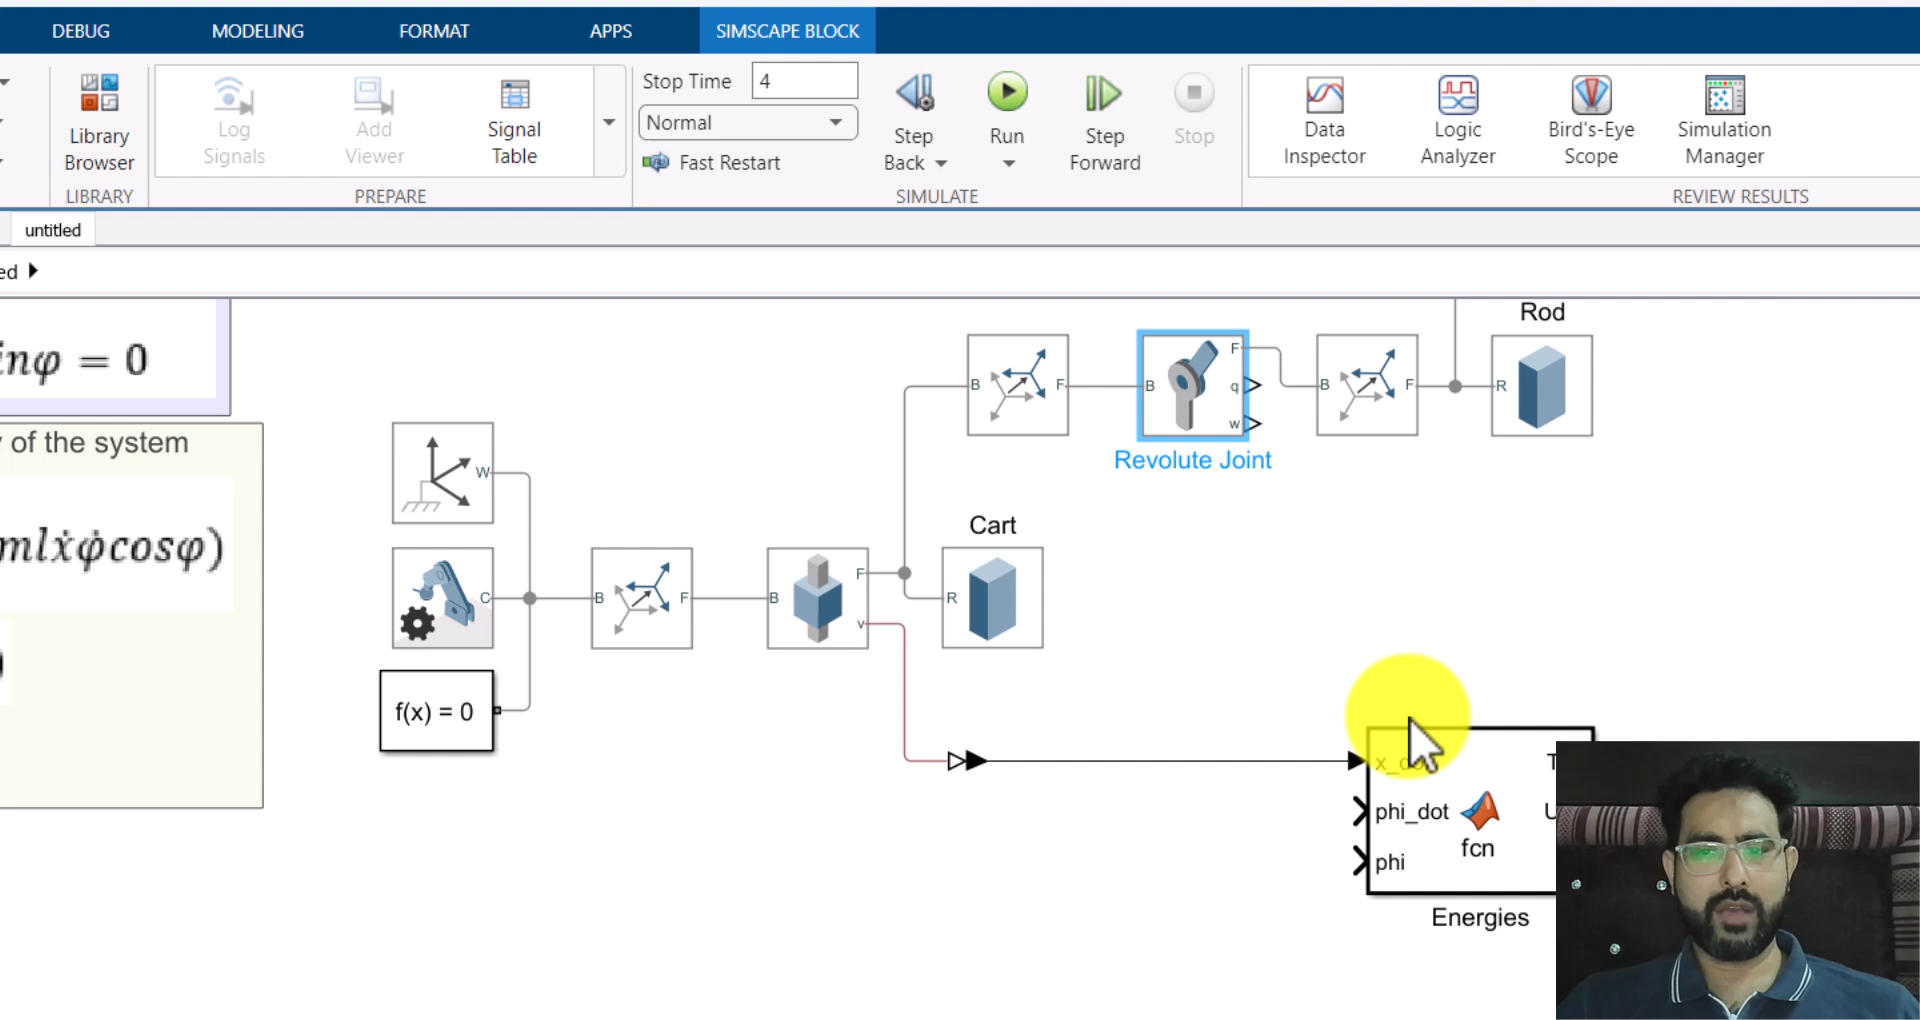 DEBUG MODELING FORMAT APPS SIMSCAPE BLOCK
Library Browser
LIBRARY
Log Signals
Add Viewer
Signal Table
PREPARE
Stop Time 4
Normal
Fast Restart
Step Back
Run
Step Forward
Stop
SIMULATE
Data Inspector
Logic Analyzer
Bird's-Eye Scope
Simulation Manager
REVIEW RESULTS
untitled
ed
inφ = 0
of the system
mlẋφ̇cosφ)
W
C
f(x) = 0
B F
B F
v
R
Cart
B F
B F
q
w
Revolute Joint
B F
R
Rod
phi_dot
phi
fcn
T
U
Energies